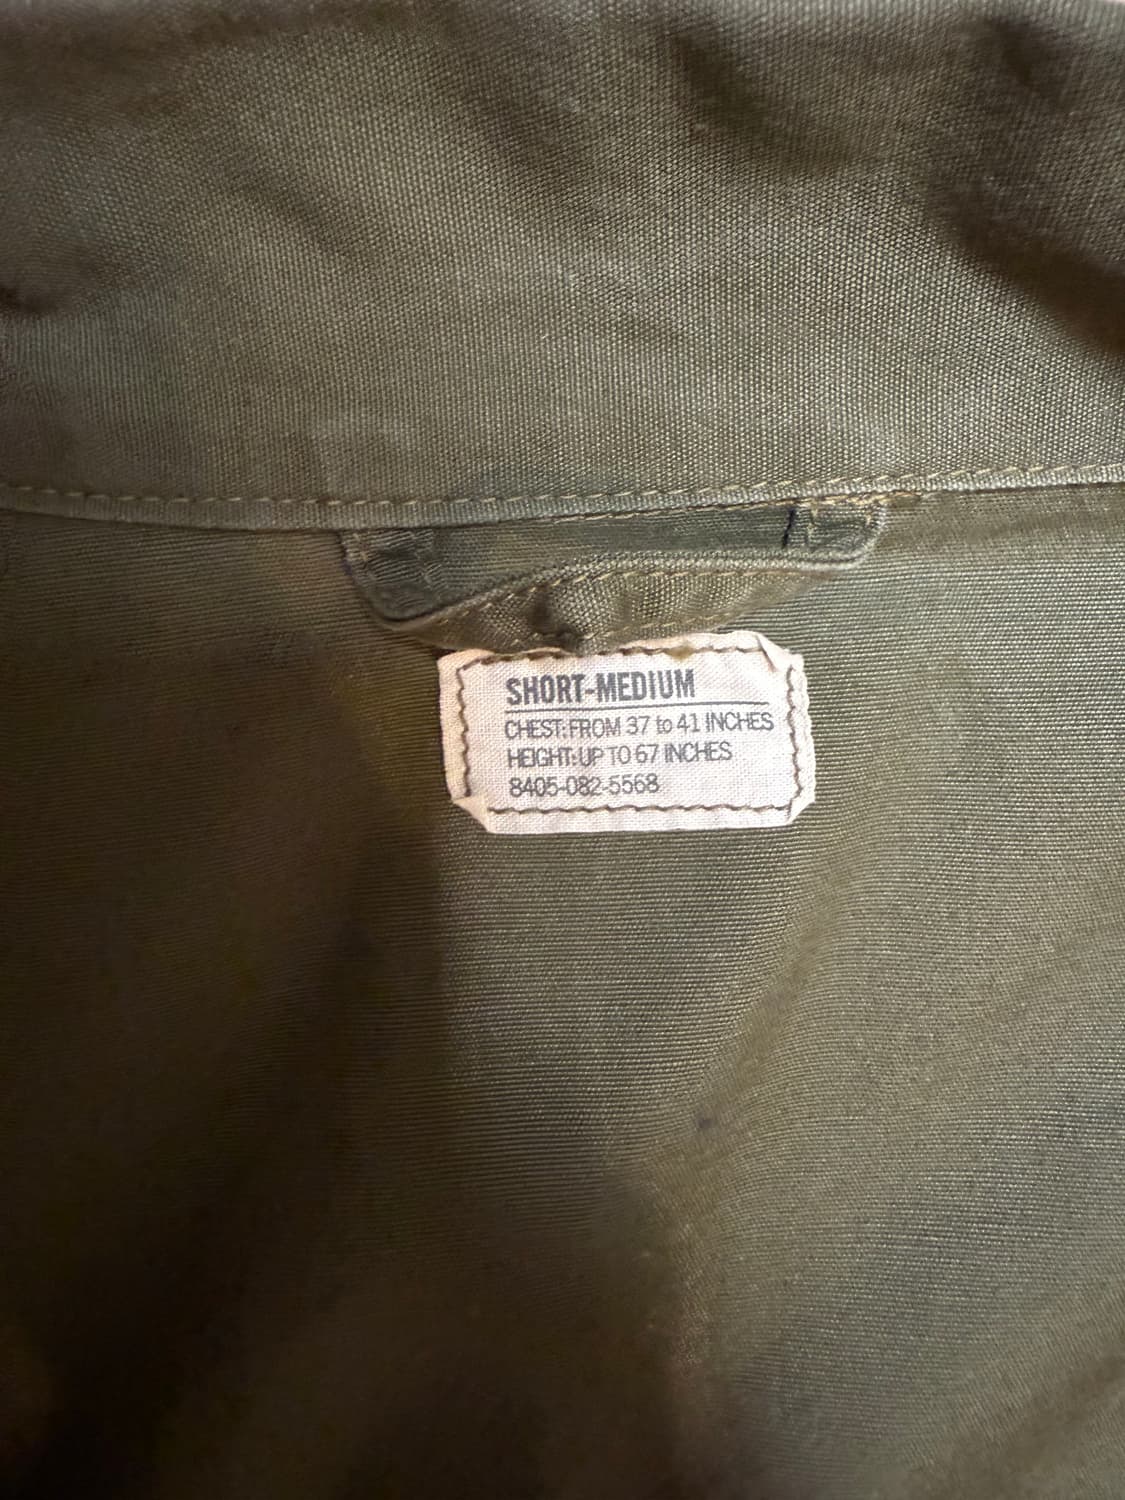 SHORT-MEDIUM
CHEST: FROM 37 to 41 INCHES
HEIGHT: UP TO 67 INCHES
8405-082-5568